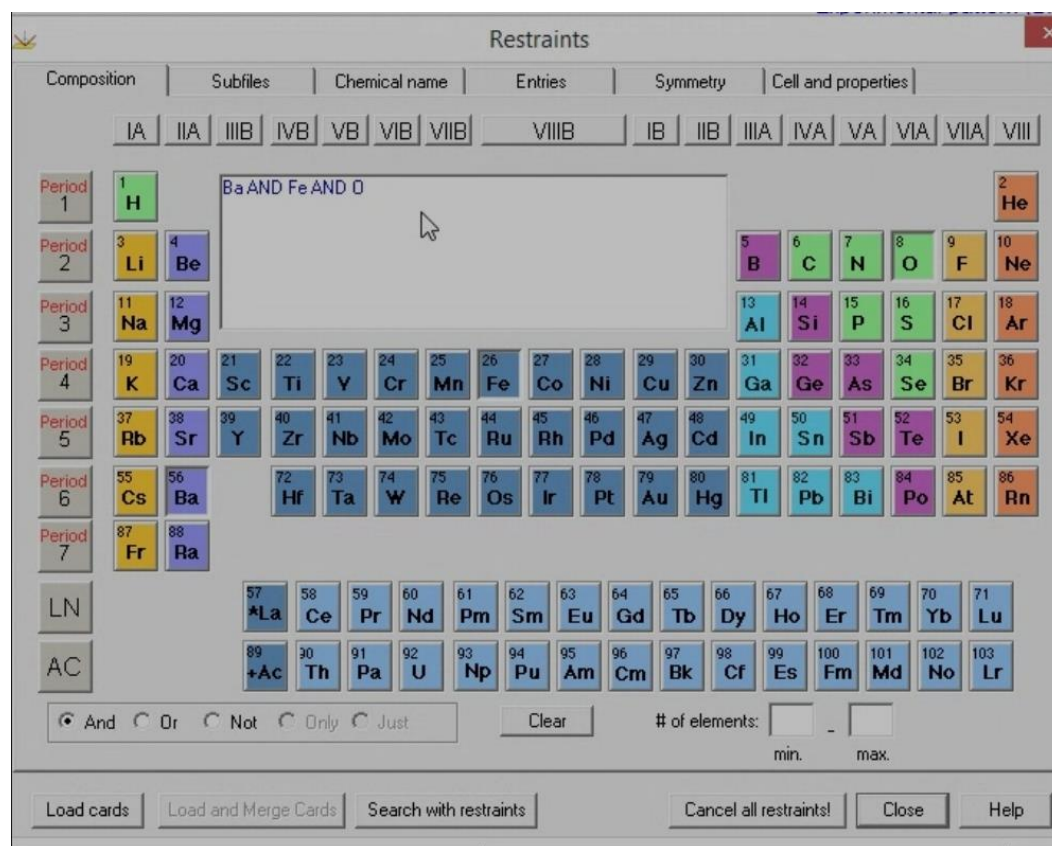 Restraints
Composition Subfiles Chemical name Entries Symmetry Cell and properties
IA IIA IIIB IVB VB VIB VIIB VIIIB IB IIB IIIA IVA VA VIA VIIA VIII
Period 1 1 H Ba AND Fe AND O 2 He
Period 2 3 Li 4 Be 5 B 6 C 7 N 8 O 9 F 10 Ne
Period 3 11 Na 12 Mg 13 Al 14 Si 15 P 16 S 17 Cl 18 Ar
Period 4 19 K 20 Ca 21 Sc 22 Ti 23 V 24 Cr 25 Mn 26 Fe 27 Co 28 Ni 29 Cu 30 Zn 31 Ga 32 Ge 33 As 34 Se 35 Br 36 Kr
Period 5 37 Rb 38 Sr 39 Y 40 Zr 41 Nb 42 Mo 43 Tc 44 Ru 45 Rh 46 Pd 47 Ag 48 Cd 49 In 50 Sn 51 Sb 52 Te 53 I 54 Xe
Period 6 55 Cs 56 Ba 72 Hf 73 Ta 74 W 75 Re 76 Os 77 Ir 78 Pt 79 Au 80 Hg 81 Tl 82 Pb 83 Bi 84 Po 85 At 86 Rn
Period 7 87 Fr 88 Ra
LN 57 *La 58 Ce 59 Pr 60 Nd 61 Pm 62 Sm 63 Eu 64 Gd 65 Tb 66 Dy 67 Ho 68 Er 69 Tm 70 Yb 71 Lu
AC 89 +Ac 90 Th 91 Pa 92 U 93 Np 94 Pu 95 Am 96 Cm 97 Bk 98 Cf 99 Es 100 Fm 101 Md 102 No 103 Lr
And Or Not Only Just Clear # of elements: -
min. max.
Load cards Load and Merge Cards Search with restraints Cancel all restraints! Close Help